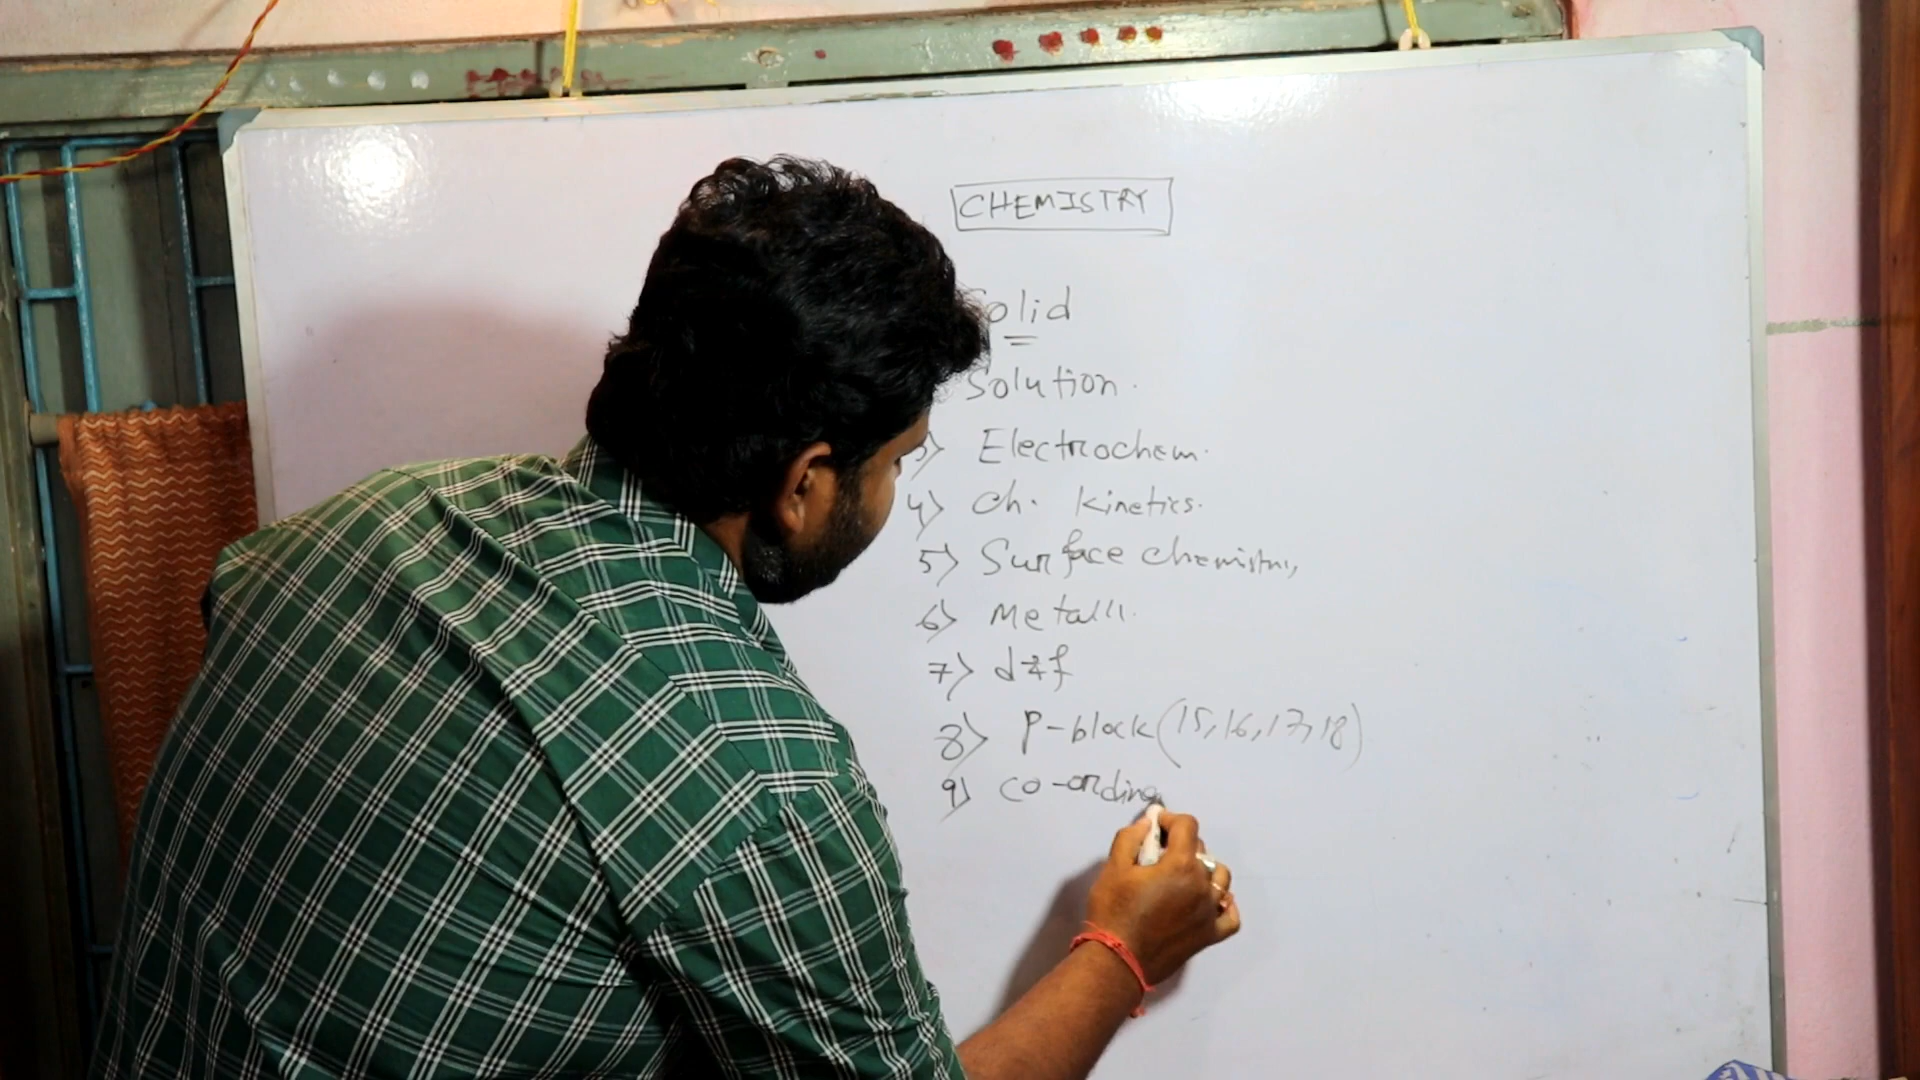 CHEMISTRY
Solid
Solution.
3) Electrochem.
4) Ch. Kinetics.
5) Surface chemistry
6) Metall.
7) d & f
8) P-block (15, 16, 17, 18)
9) co-ordina